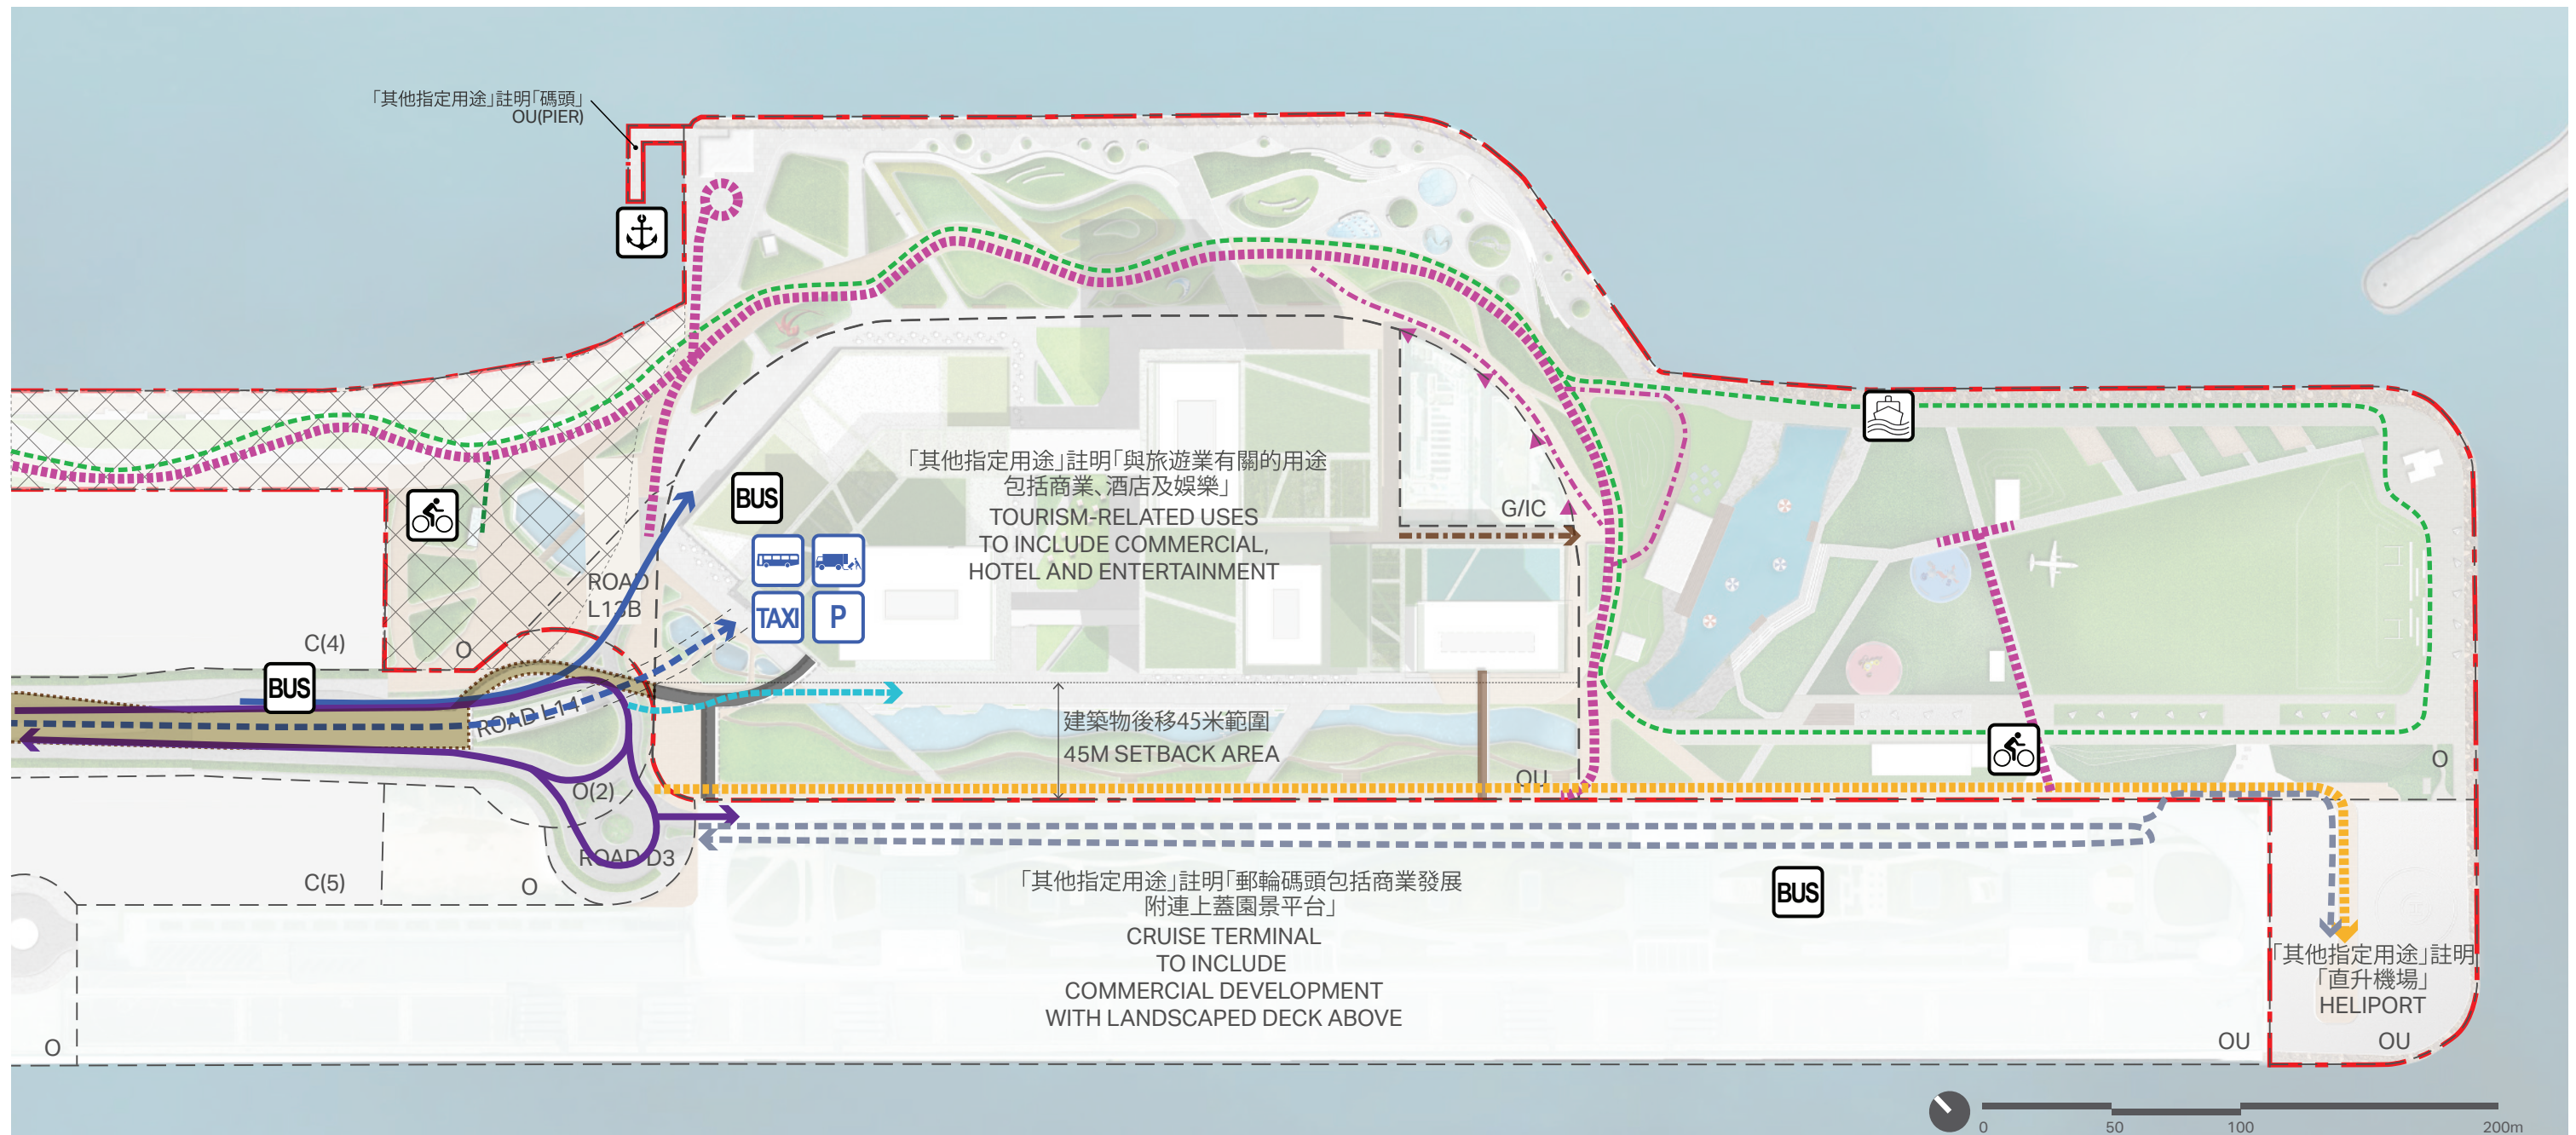 「其他指定用途」註明「碼頭」
OU(PIER)
BUS
「其他指定用途」註明「與旅遊業有關的用途
包括商業、酒店及娛樂」
TOURISM-RELATED USES
TO INCLUDE COMMERCIAL,
HOTEL AND ENTERTAINMENT
G/IC
ROAD
L13B
TAXI
P
C(4)
O
BUS
ROAD L14
建築物後移45米範圍
45M SETBACK AREA
OU
O
O(2)
ROAD D3
C(5)
O
「其他指定用途」註明「郵輪碼頭包括商業發展
附連上蓋園景平台」
CRUISE TERMINAL
TO INCLUDE
COMMERCIAL DEVELOPMENT
WITH LANDSCAPED DECK ABOVE
BUS
「其他指定用途」註明
「直升機場」
HELIPORT
O
OU
OU
0
50
100
200m